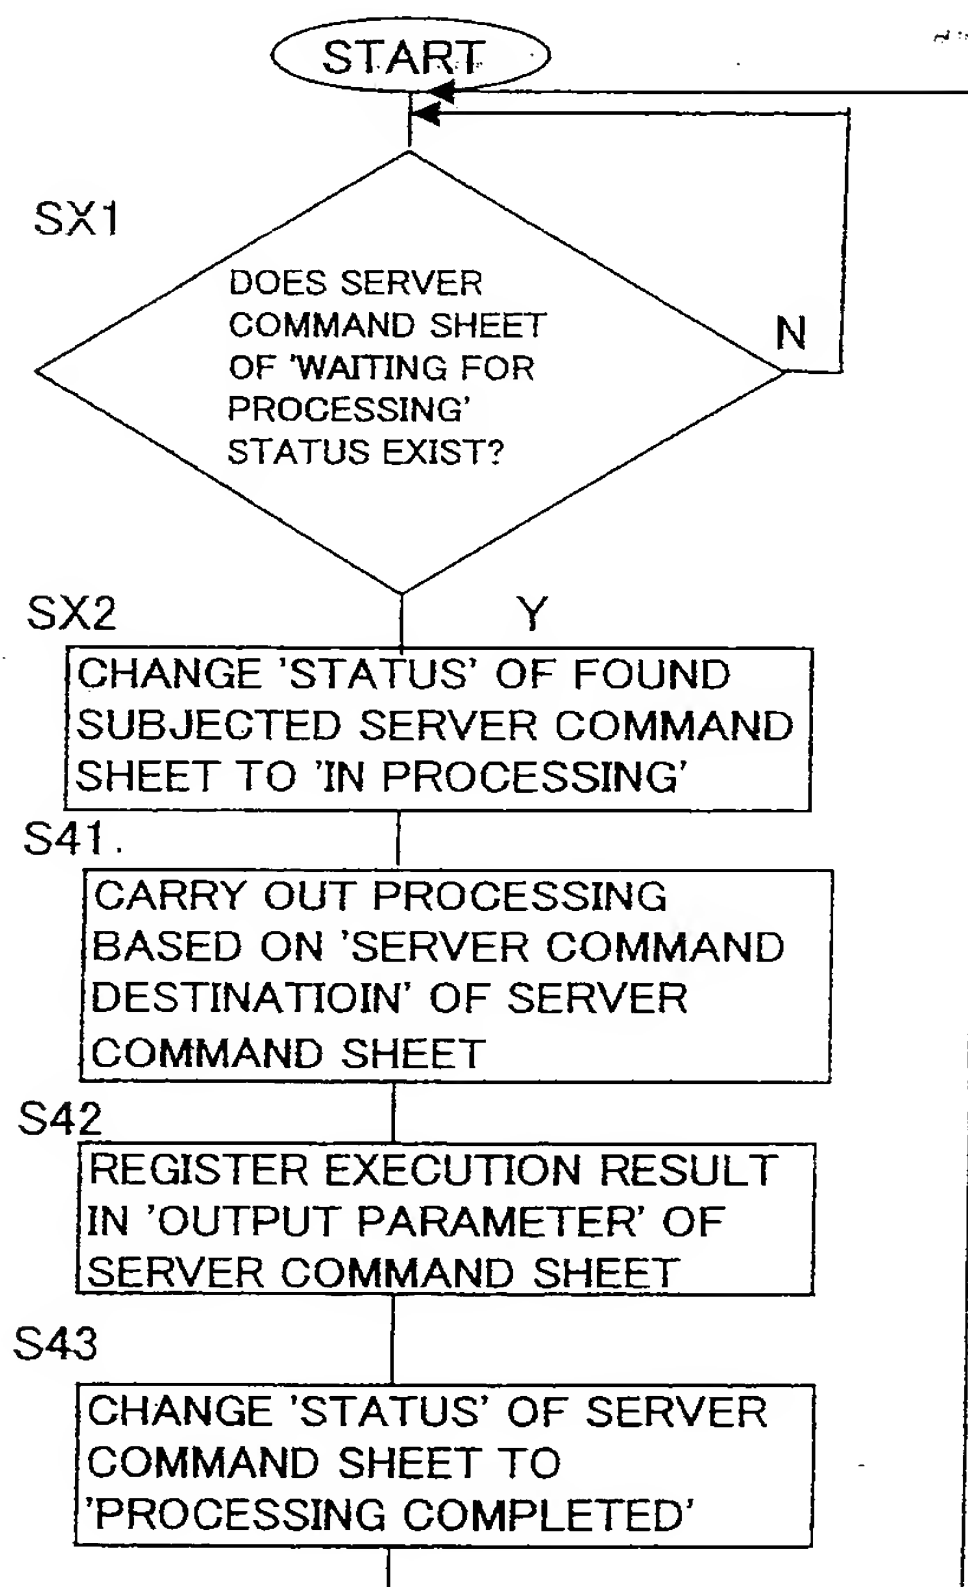 START
SX1
DOES SERVER
COMMAND SHEET
OF 'WAITING FOR
PROCESSING'
STATUS EXIST?
N
SX2
Y
CHANGE 'STATUS' OF FOUND
SUBJECTED SERVER COMMAND
SHEET TO 'IN PROCESSING'
S41.
CARRY OUT PROCESSING
BASED ON 'SERVER COMMAND
DESTINATIOIN' OF SERVER
COMMAND SHEET
S42
REGISTER EXECUTION RESULT
IN 'OUTPUT PARAMETER' OF
SERVER COMMAND SHEET
S43
CHANGE 'STATUS' OF SERVER
COMMAND SHEET TO
'PROCESSING COMPLETED'